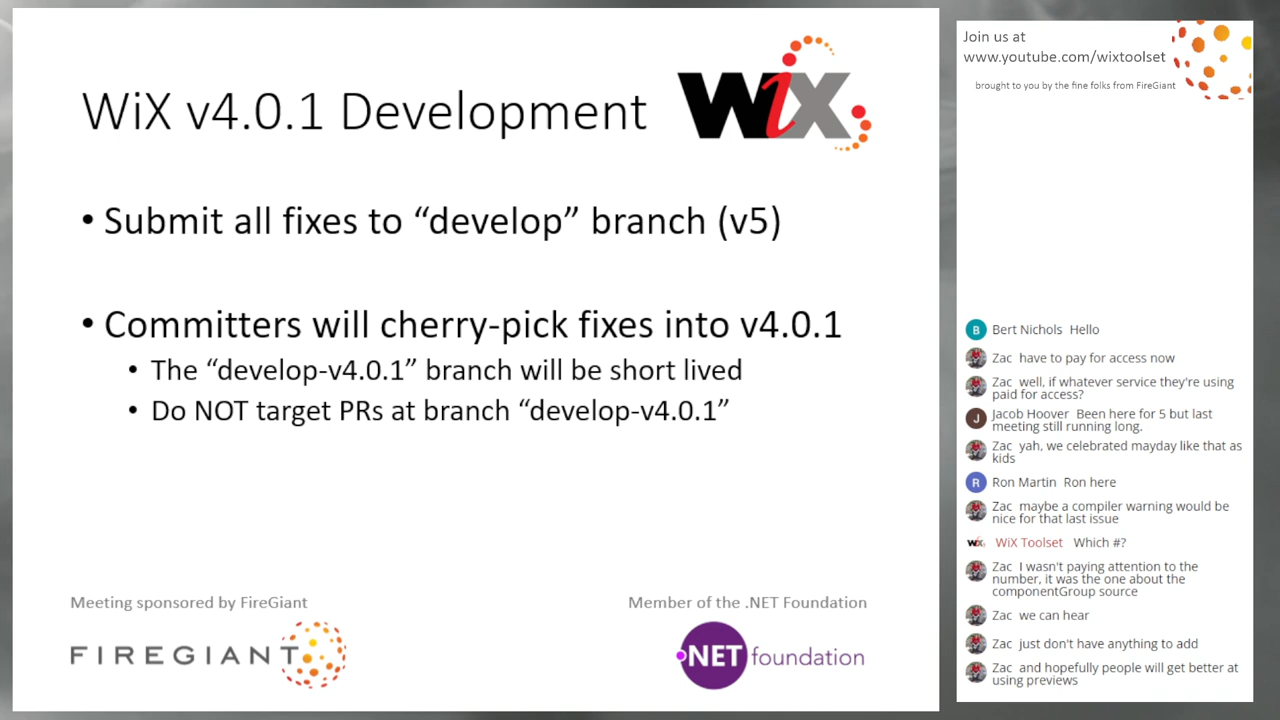 WiX v4.0.1 Development
WiX
• Submit all fixes to “develop” branch (v5)
• Committers will cherry-pick fixes into v4.0.1
• The “develop-v4.0.1” branch will be short lived
• Do NOT target PRs at branch “develop-v4.0.1”
Meeting sponsored by FireGiant
FIREGIANT
Member of the .NET Foundation
.NET foundation
Join us at
www.youtube.com/wixtoolset
brought to you by the fine folks from FireGiant
B Bert Nichols Hello
Zac have to pay for access now
Zac well, if whatever service they're using
paid for access?
J Jacob Hoover Been here for 5 but last
meeting still running long.
Zac yah, we celebrated mayday like that as
kids
R Ron Martin Ron here
Zac maybe a compiler warning would be
nice for that last issue
WiX WiX Toolset Which #?
Zac I wasn't paying attention to the
number, it was the one about the
componentGroup source
Zac we can hear
Zac just don't have anything to add
Zac and hopefully people will get better at
using previews